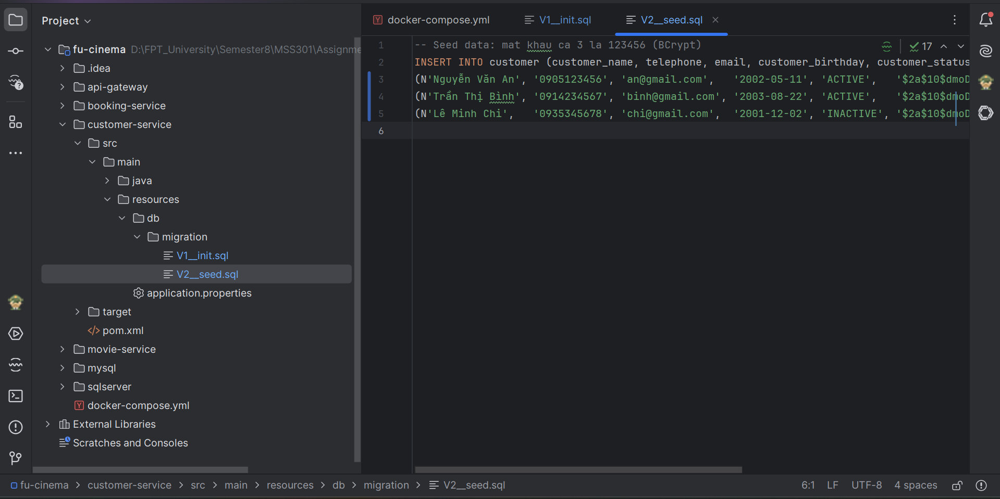 Project
fu-cinema D:\FPT_University\Semester8\MSS301\Assignme
.idea
api-gateway
booking-service
customer-service
src
main
java
resources
db
migration
V1__init.sql
V2__seed.sql
application.properties
target
pom.xml
movie-service
mysql
sqlserver
docker-compose.yml
External Libraries
Scratches and Consoles
docker-compose.yml V1__init.sql V2__seed.sql
17
1 -- Seed data: mat khau ca 3 la 123456 (BCrypt)
2 INSERT INTO customer (customer_name, telephone, email, customer_birthday, customer_status
3 (N'Nguyễn Văn An', '0905123456', 'an@gmail.com', '2002-05-11', 'ACTIVE', '$2a$10$dmoD
4 (N'Trần Thị Bình', '0914234567', 'binh@gmail.com', '2003-08-22', 'ACTIVE', '$2a$10$dmoD
5 (N'Lê Minh Chi', '0935345678', 'chi@gmail.com', '2001-12-02', 'INACTIVE', '$2a$10$dmoD
6
fu-cinema > customer-service > src > main > resources > db > migration > V2__seed.sql
6:1 LF UTF-8 4 spaces